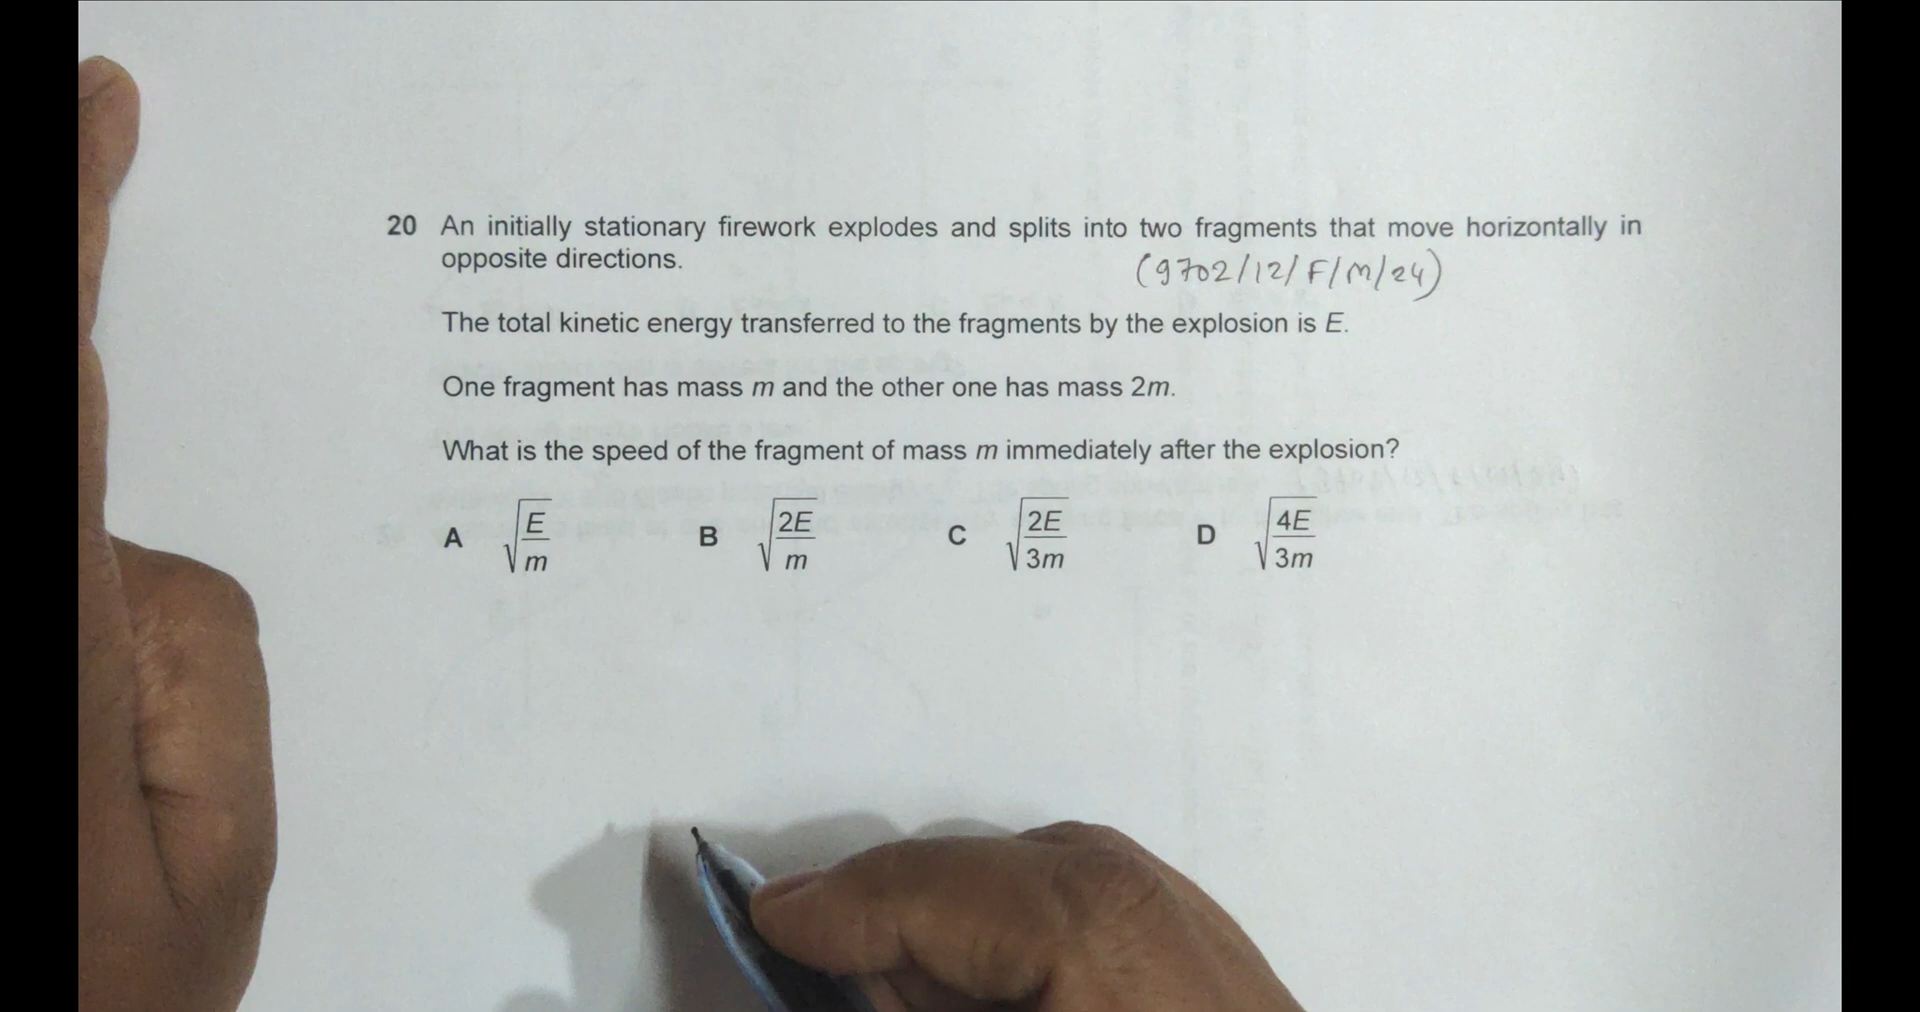 20 An initially stationary firework explodes and splits into two fragments that move horizontally in
opposite directions.
(9702/12/F/M/24)
The total kinetic energy transferred to the fragments by the explosion is E.
One fragment has mass m and the other one has mass 2m.
What is the speed of the fragment of mass m immediately after the explosion?
A √(E/m) B √(2E/m) C √(2E/3m) D √(4E/3m)